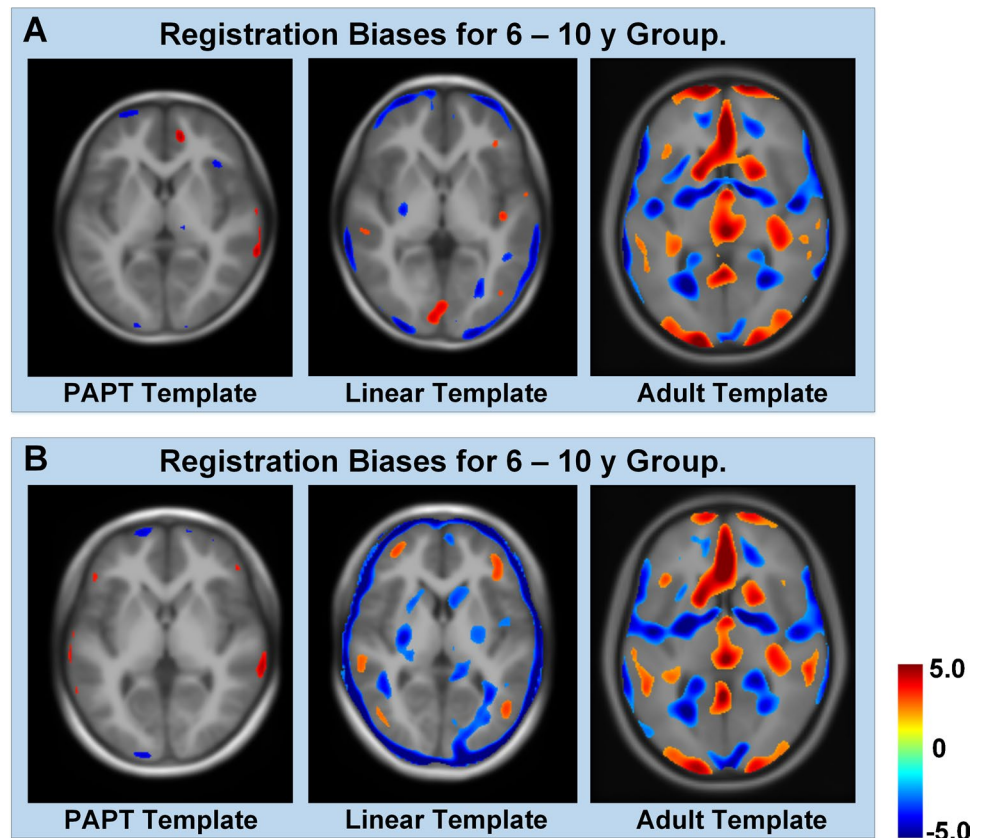 A
Registration Biases for 6 – 10 y Group.
PAPT Template
Linear Template
Adult Template
B
Registration Biases for 6 – 10 y Group.
PAPT Template
Linear Template
Adult Template
5.0
0
-5.0